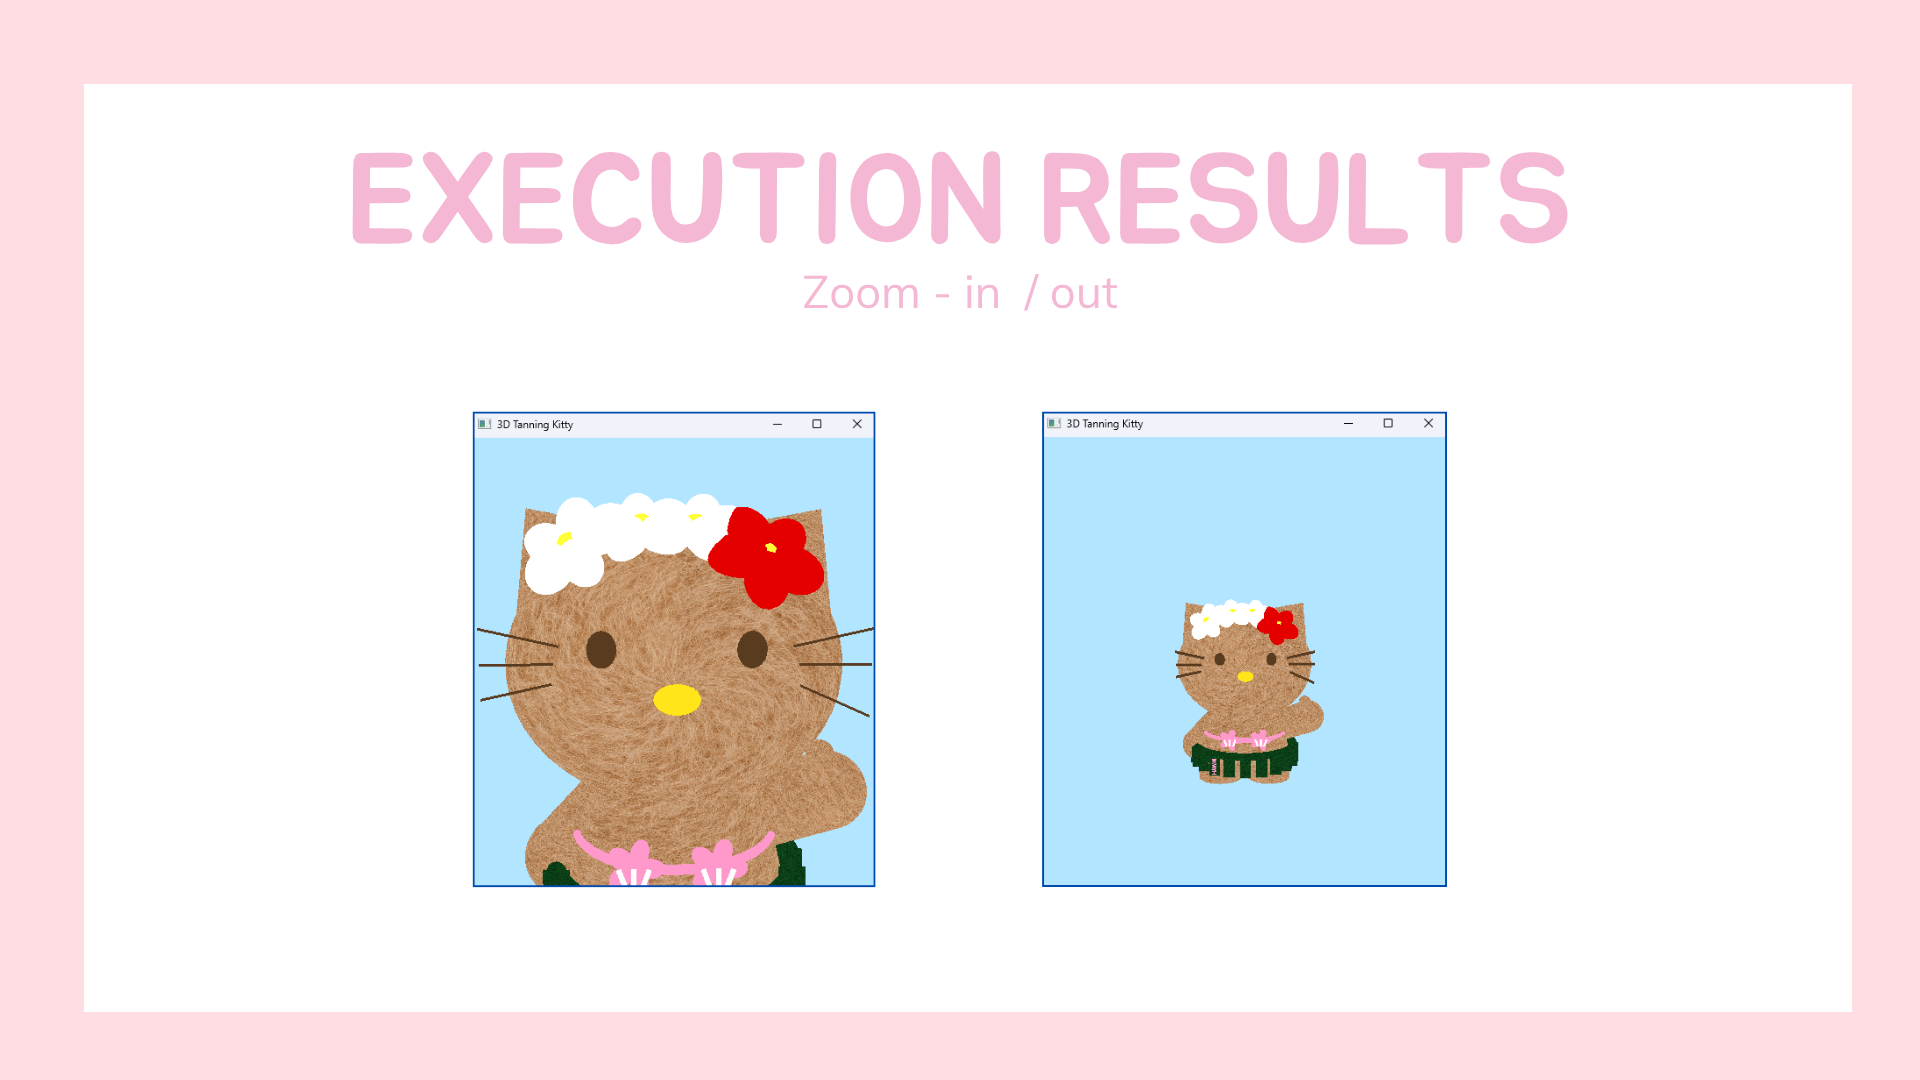 EXECUTION RESULTS
Zoom - in / out
3D Tanning Kitty
3D Tanning Kitty